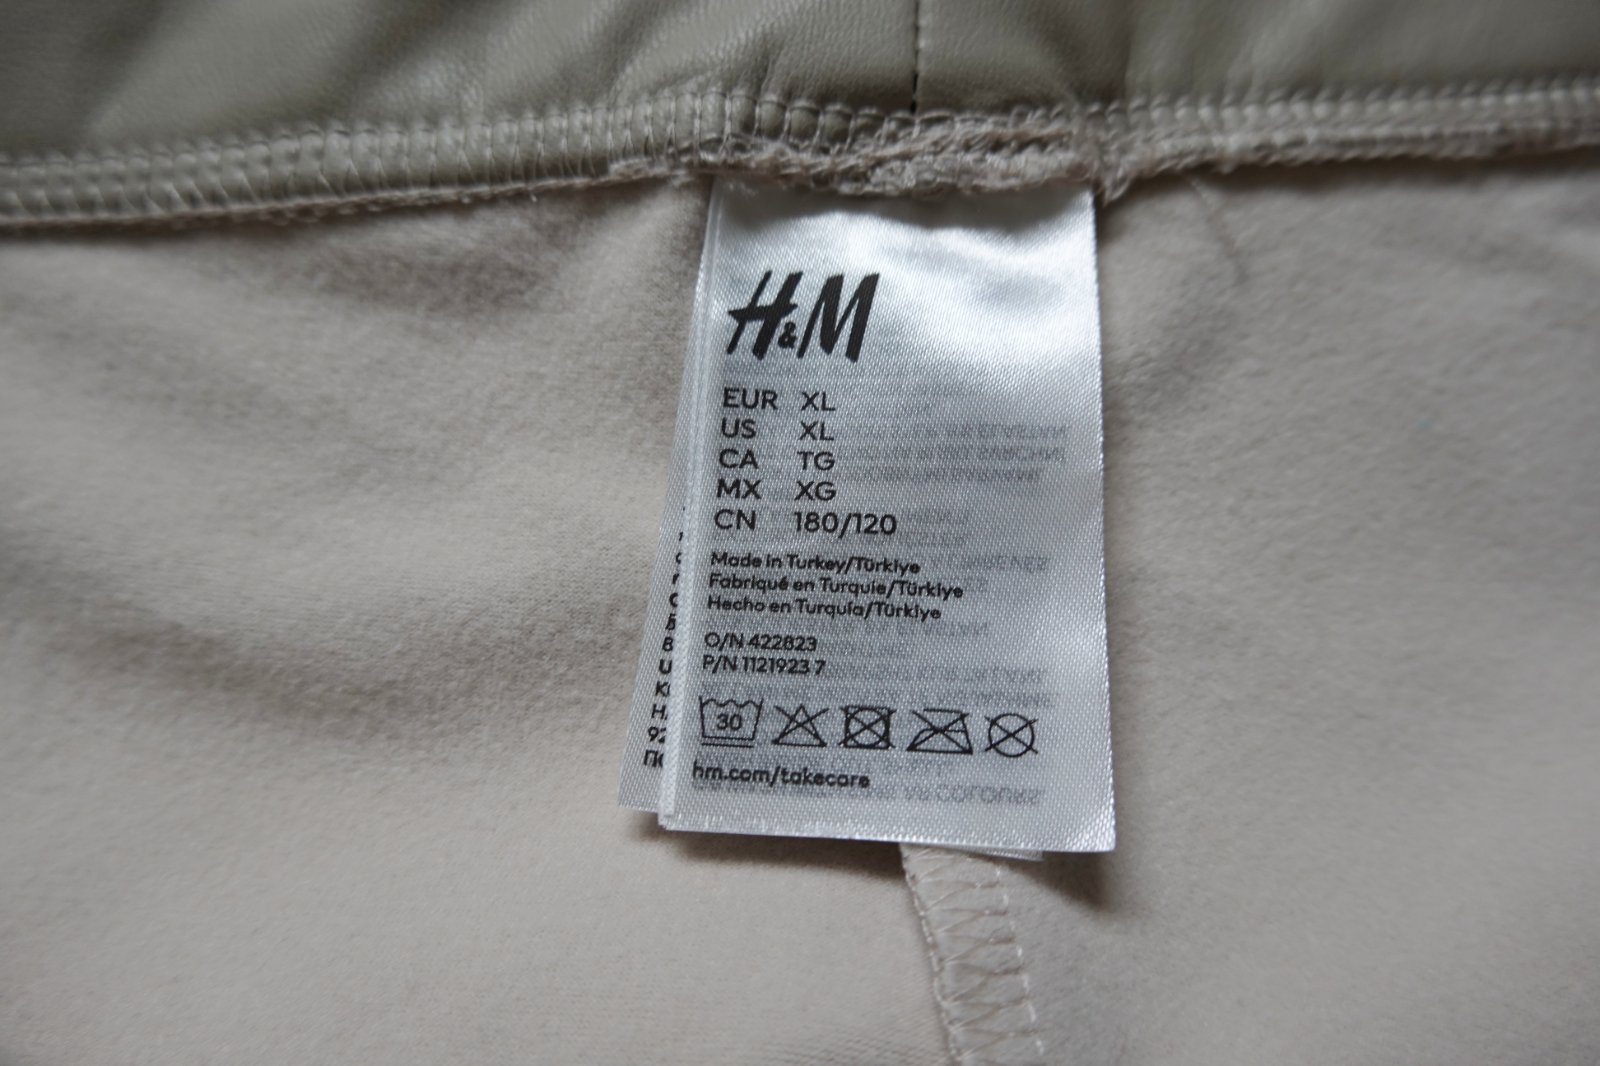 H&M
EUR XL
US XL
CA TG
MX XG
CN 180/120
Made in Turkey/Türkiye
Fabriqué en Turquie/Türkiye
Hecho en Turquía/Türkiye
O/N 422823
P/N 1121923 7
30
hm.com/takecare